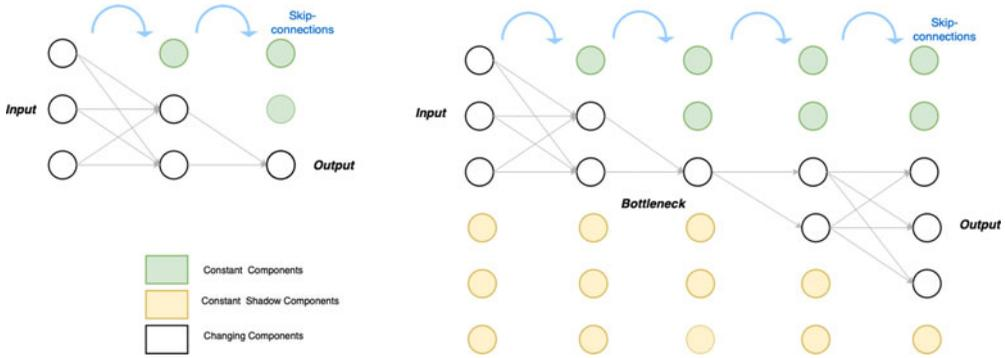 Skip-
connections
Input
Output
Constant Components
Constant Shadow Components
Changing Components
Skip-
connections
Input
Bottleneck
Output